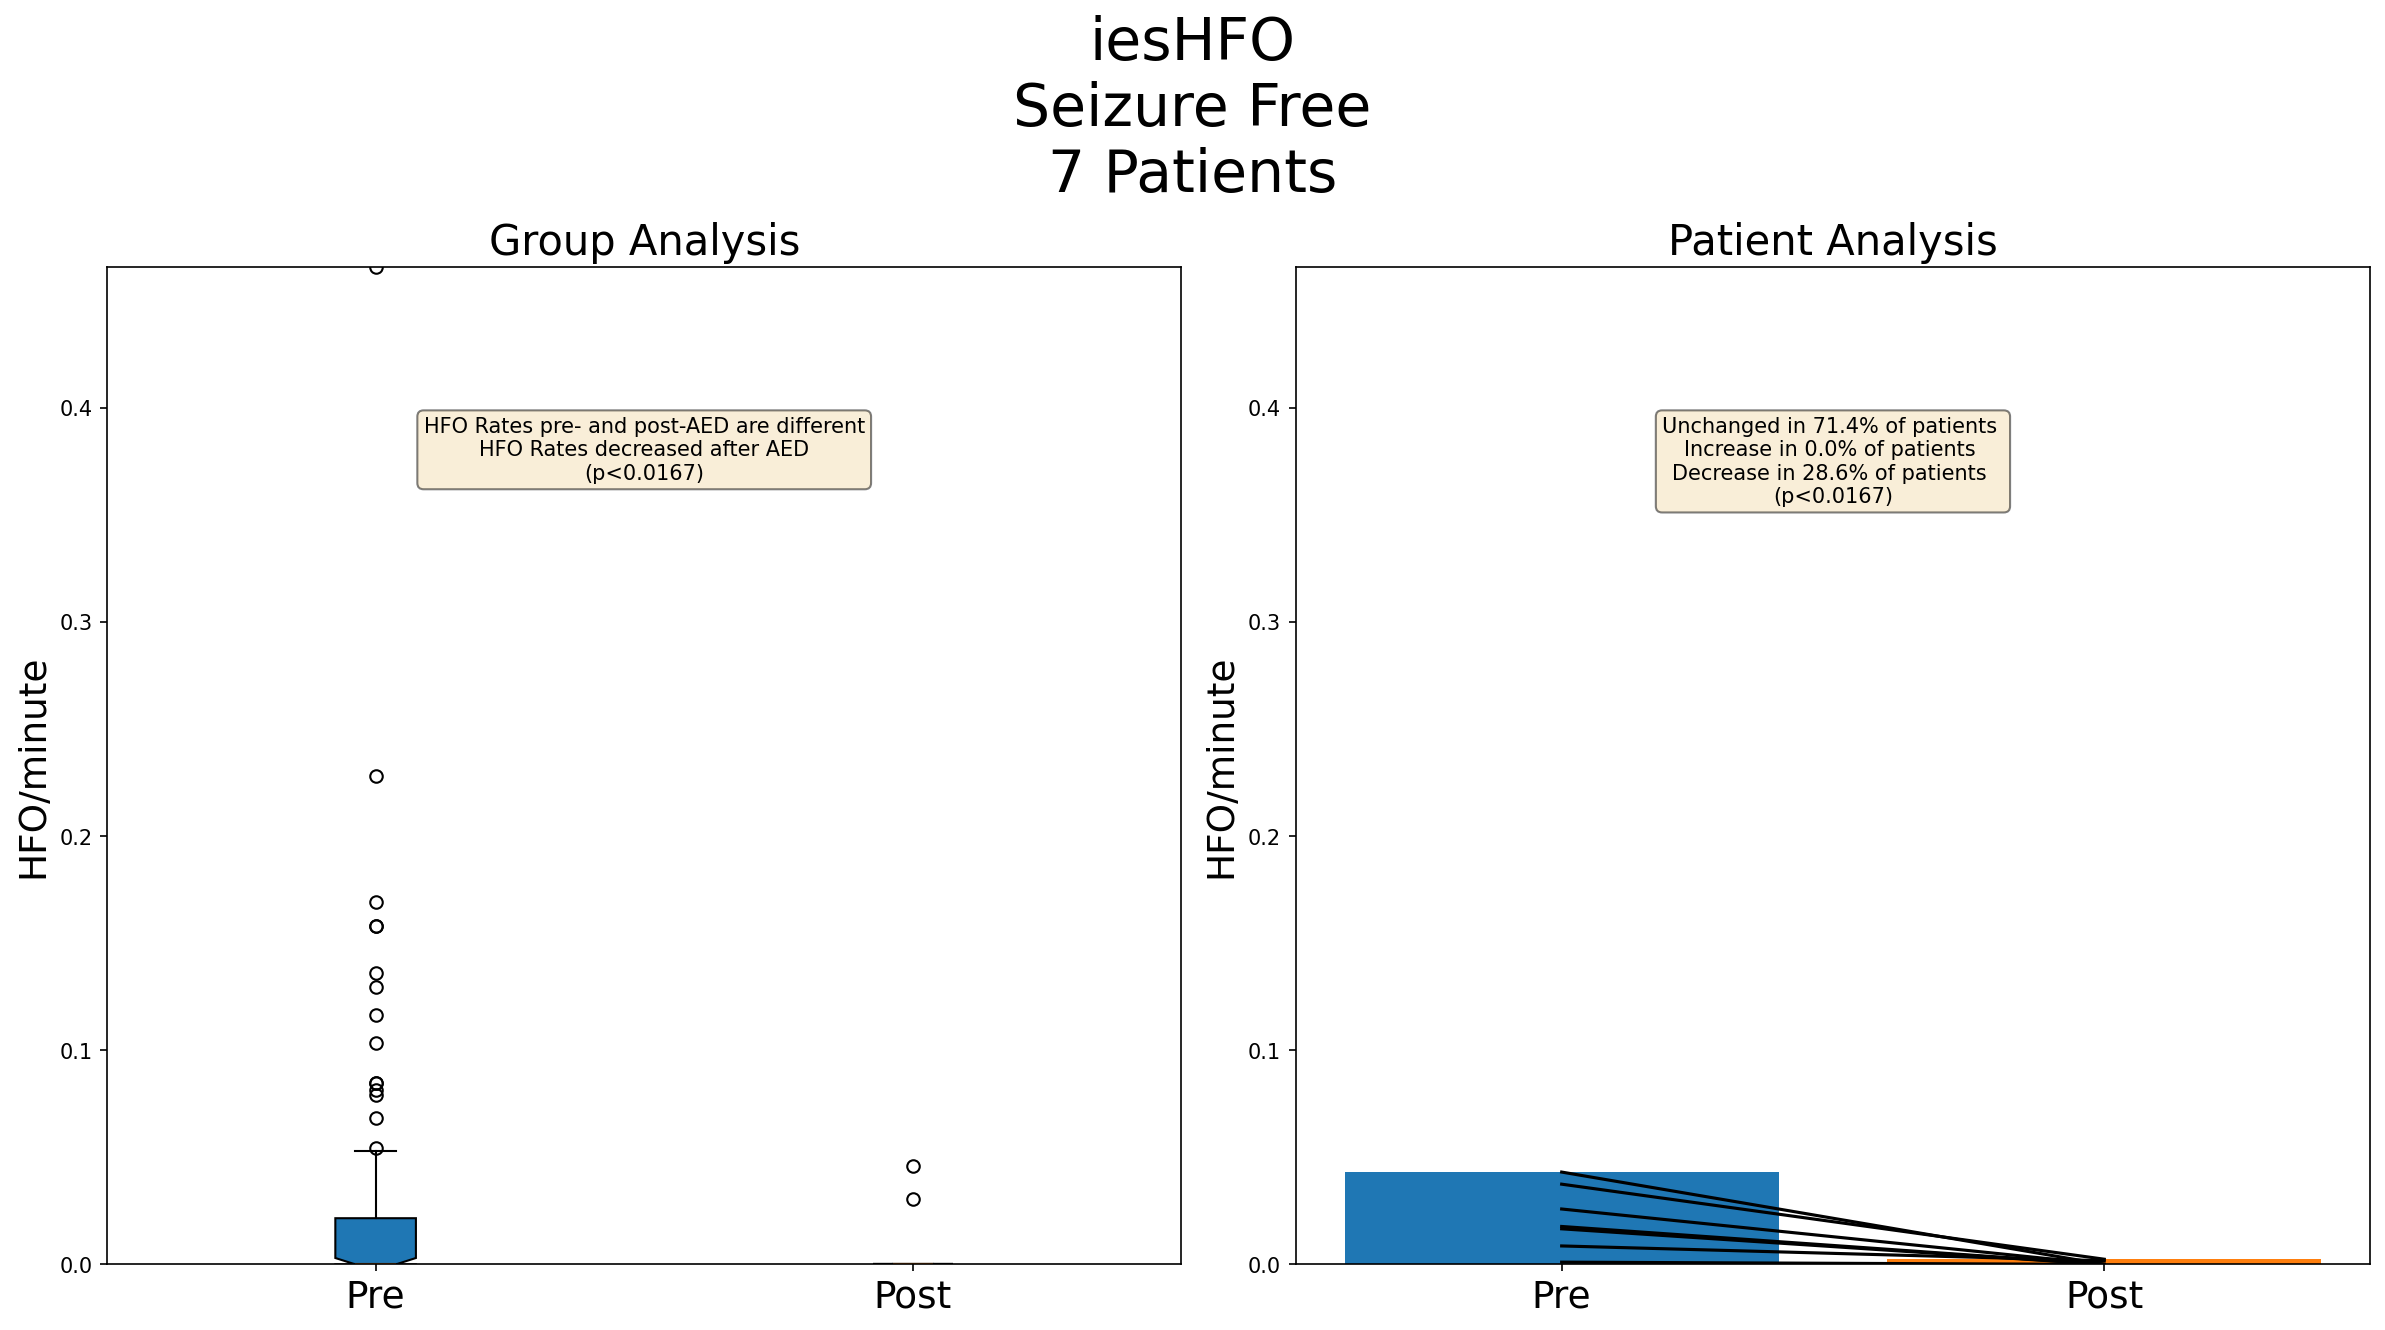 iesHFO
Seizure Free
7 Patients
Group Analysis
HFO/minute
0.4
0.3
0.2
0.1
0.0
HFO Rates pre- and post-AED are different
HFO Rates decreased after AED
(p<0.0167)
Pre
Post
Patient Analysis
HFO/minute
0.4
0.3
0.2
0.1
0.0
Unchanged in 71.4% of patients
Increase in 0.0% of patients
Decrease in 28.6% of patients
(p<0.0167)
Pre
Post